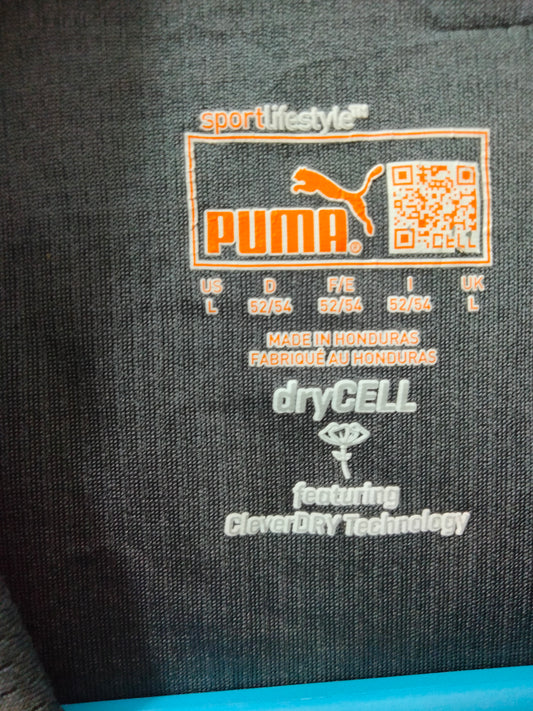 sportlifestyle™
PUMA®
US D F/E I UK
L 52/54 52/54 52/54 L
MADE IN HONDURAS
FABRIQUÉ AU HONDURAS
dryCELL
featuring
CleverDRY Technology